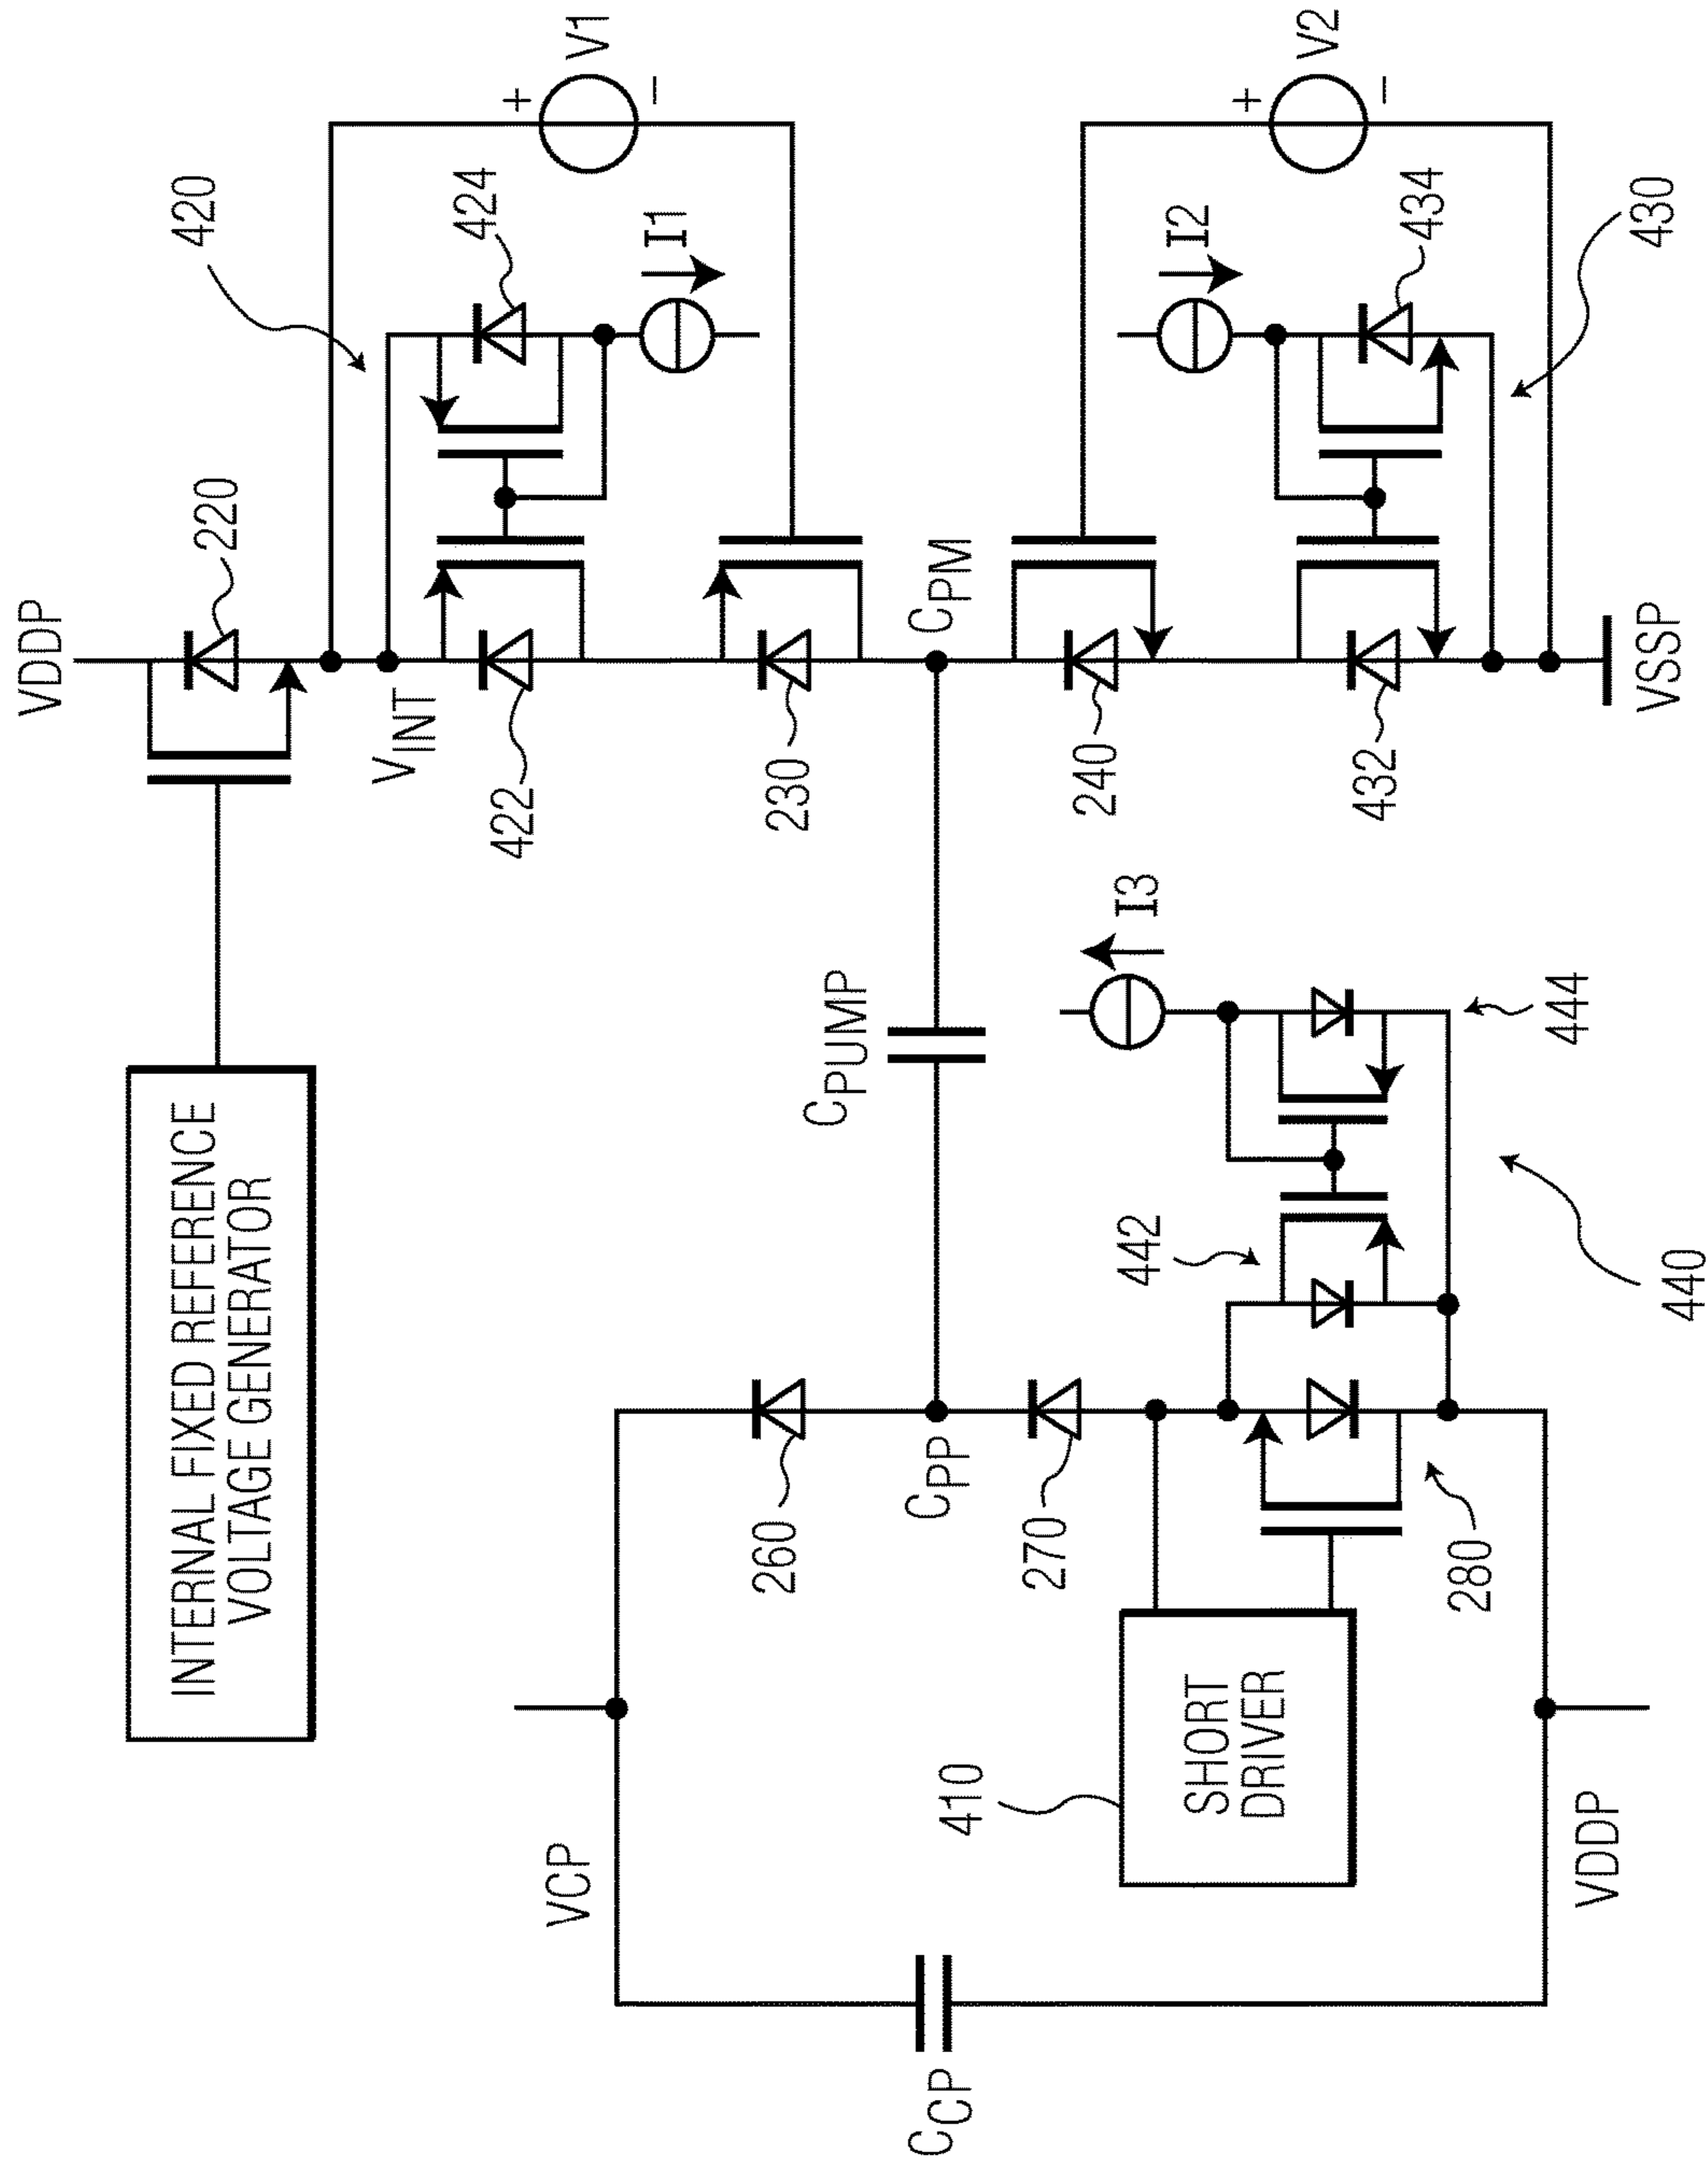 VDDP
220
INTERNAL FIXED REFERENCE
VOLTAGE GENERATOR
420
V1
+
−
424
I1
VINT
422
230
CPM
CPUMP
VCP
260
CPP
CCP
270
410
SHORT
DRIVER
280
VDDP
442
I3
444
440
240
432
V2
+
−
I2
434
430
VSSP